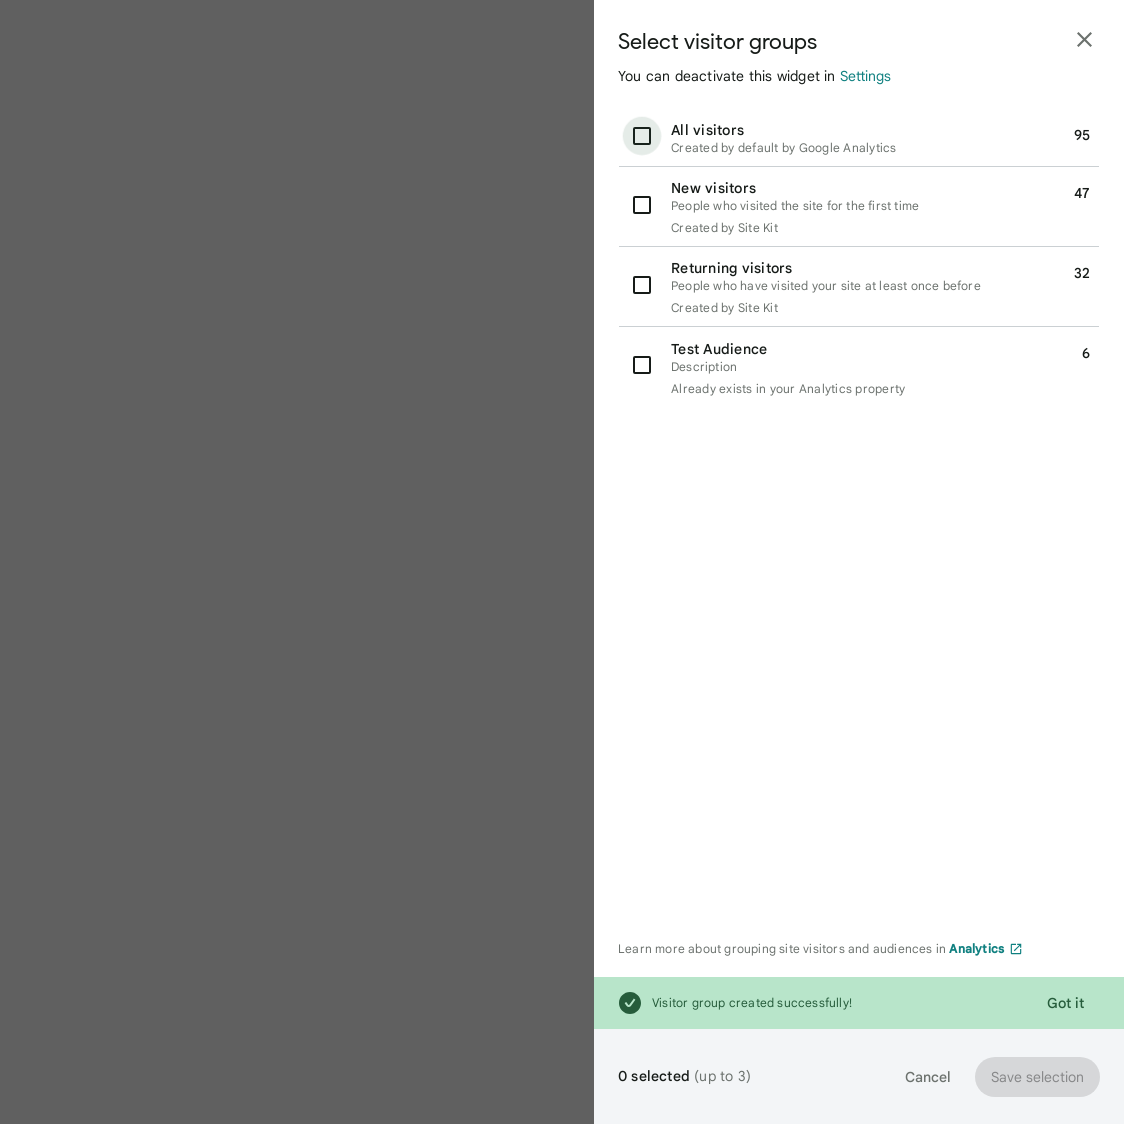 Select visitor groups
You can deactivate this widget in Settings
All visitors 95
Created by default by Google Analytics
New visitors 47
People who visited the site for the first time
Created by Site Kit
Returning visitors 32
People who have visited your site at least once before
Created by Site Kit
Test Audience 6
Description
Already exists in your Analytics property
Learn more about grouping site visitors and audiences in Analytics
Visitor group created successfully! Got it
0 selected (up to 3) Cancel Save selection